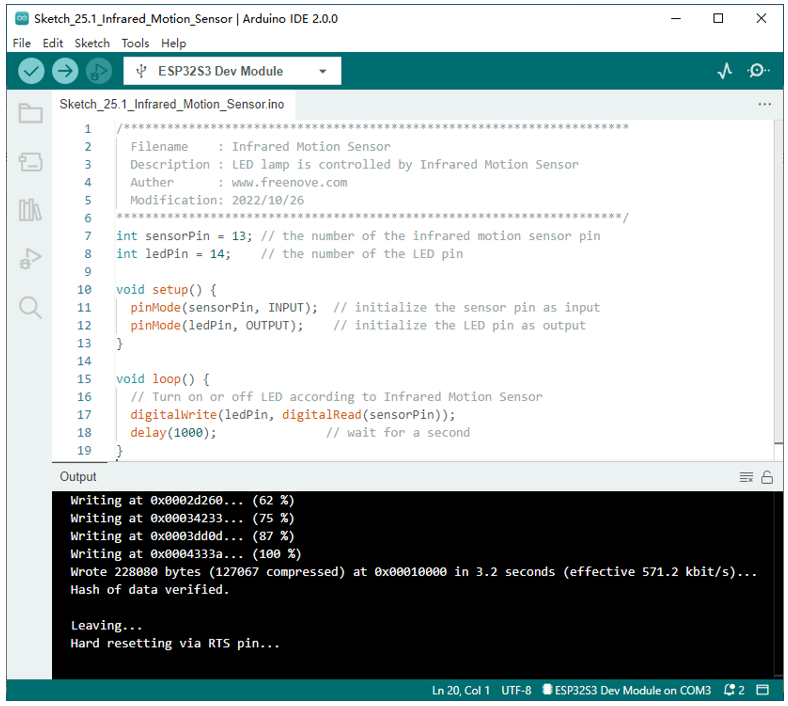 Sketch_25.1_Infrared_Motion_Sensor | Arduino IDE 2.0.0
File Edit Sketch Tools Help
ESP32S3 Dev Module
Sketch_25.1_Infrared_Motion_Sensor.ino
1 /**********************************************************************
2 Filename    : Infrared Motion Sensor
3 Description : LED lamp is controlled by Infrared Motion Sensor
4 Auther      : www.freenove.com
5 Modification: 2022/10/26
6 **********************************************************************/
7 int sensorPin = 13; // the number of the infrared motion sensor pin
8 int ledPin = 14;    // the number of the LED pin
9
10 void setup() {
11   pinMode(sensorPin, INPUT);  // initialize the sensor pin as input
12   pinMode(ledPin, OUTPUT);    // initialize the LED pin as output
13 }
14
15 void loop() {
16   // Turn on or off LED according to Infrared Motion Sensor
17   digitalWrite(ledPin, digitalRead(sensorPin));
18   delay(1000);               // wait for a second
19 }
Output
Writing at 0x0002d260... (62 %)
Writing at 0x00034233... (75 %)
Writing at 0x0003dd0d... (87 %)
Writing at 0x0004333a... (100 %)
Wrote 228080 bytes (127067 compressed) at 0x00010000 in 3.2 seconds (effective 571.2 kbit/s)...
Hash of data verified.
Leaving...
Hard resetting via RTS pin...
Ln 20, Col 1 UTF-8 ESP32S3 Dev Module on COM3 2